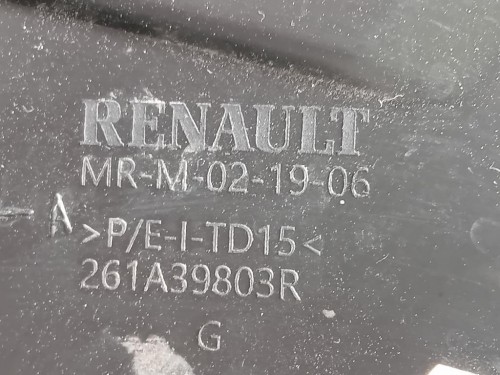 RENAULT
MR-M-02-19-06
A
>P/E-I-TD15<
261A39803R
G